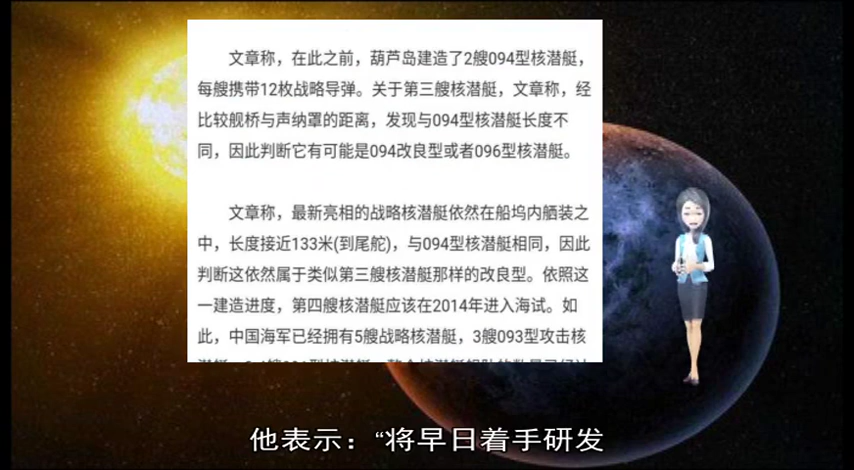 文章称，在此之前，葫芦岛建造了2艘094型核潜艇，
每艘携带12枚战略导弹。关于第三艘核潜艇，文章称，经
比较舰桥与声纳罩的距离，发现与094型核潜艇长度不
同，因此判断它有可能是094改良型或者096型核潜艇。
文章称，最新亮相的战略核潜艇依然在船坞内舾装之
中，长度接近133米(到尾舵)，与094型核潜艇相同，因此
判断这依然属于类似第三艘核潜艇那样的改良型。依照这
一建造进度，第四艘核潜艇应该在2014年进入海试。如
此，中国海军已经拥有5艘战略核潜艇，3艘093型攻击核
他表示：“将早日着手研发